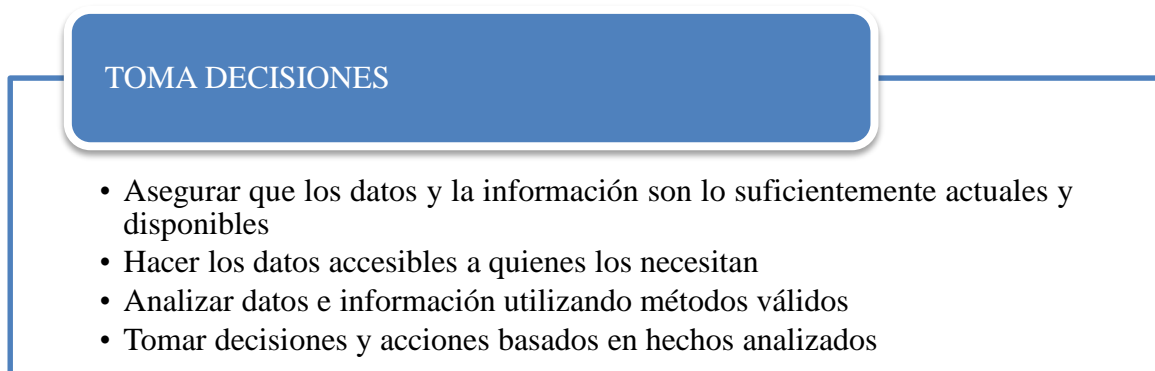 TOMA DECISIONES
• Asegurar que los datos y la información son lo suficientemente actuales y
disponibles
• Hacer los datos accesibles a quienes los necesitan
• Analizar datos e información utilizando métodos válidos
• Tomar decisiones y acciones basados en hechos analizados